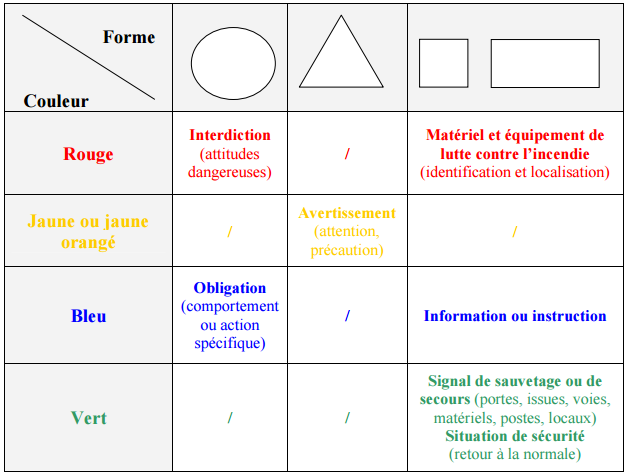 Forme
Couleur
Rouge
Interdiction
(attitudes
dangereuses)
/
Matériel et équipement de
lutte contre l'incendie
(identification et localisation)
Jaune ou jaune
orangé
/
Avertissement
(attention,
précaution)
/
Bleu
Obligation
(comportement
ou action
spécifique)
/
Information ou instruction
Vert
/
/
Signal de sauvetage ou de
secours (portes, issues, voies,
matériels, postes, locaux)
Situation de sécurité
(retour à la normale)